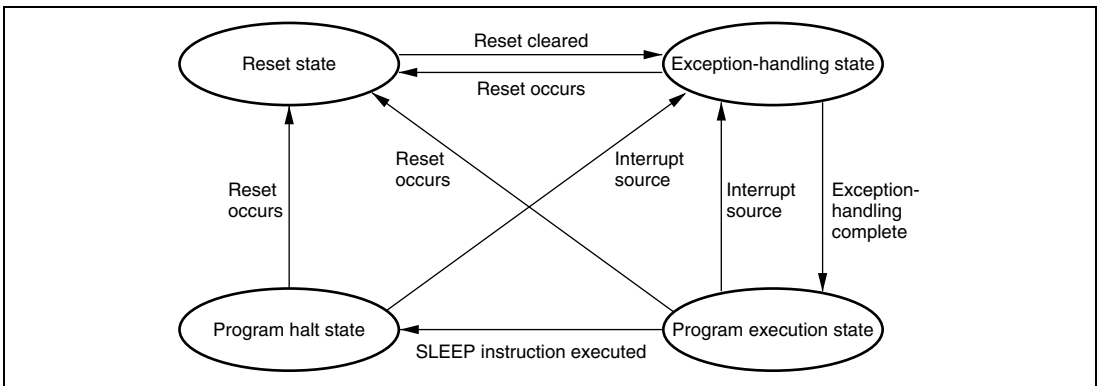 Reset cleared
Reset state
Exception-handling state
Reset occurs
Reset
occurs
Interrupt
source
Reset
occurs
Interrupt
source
Exception-
handling
complete
Program halt state
Program execution state
SLEEP instruction executed